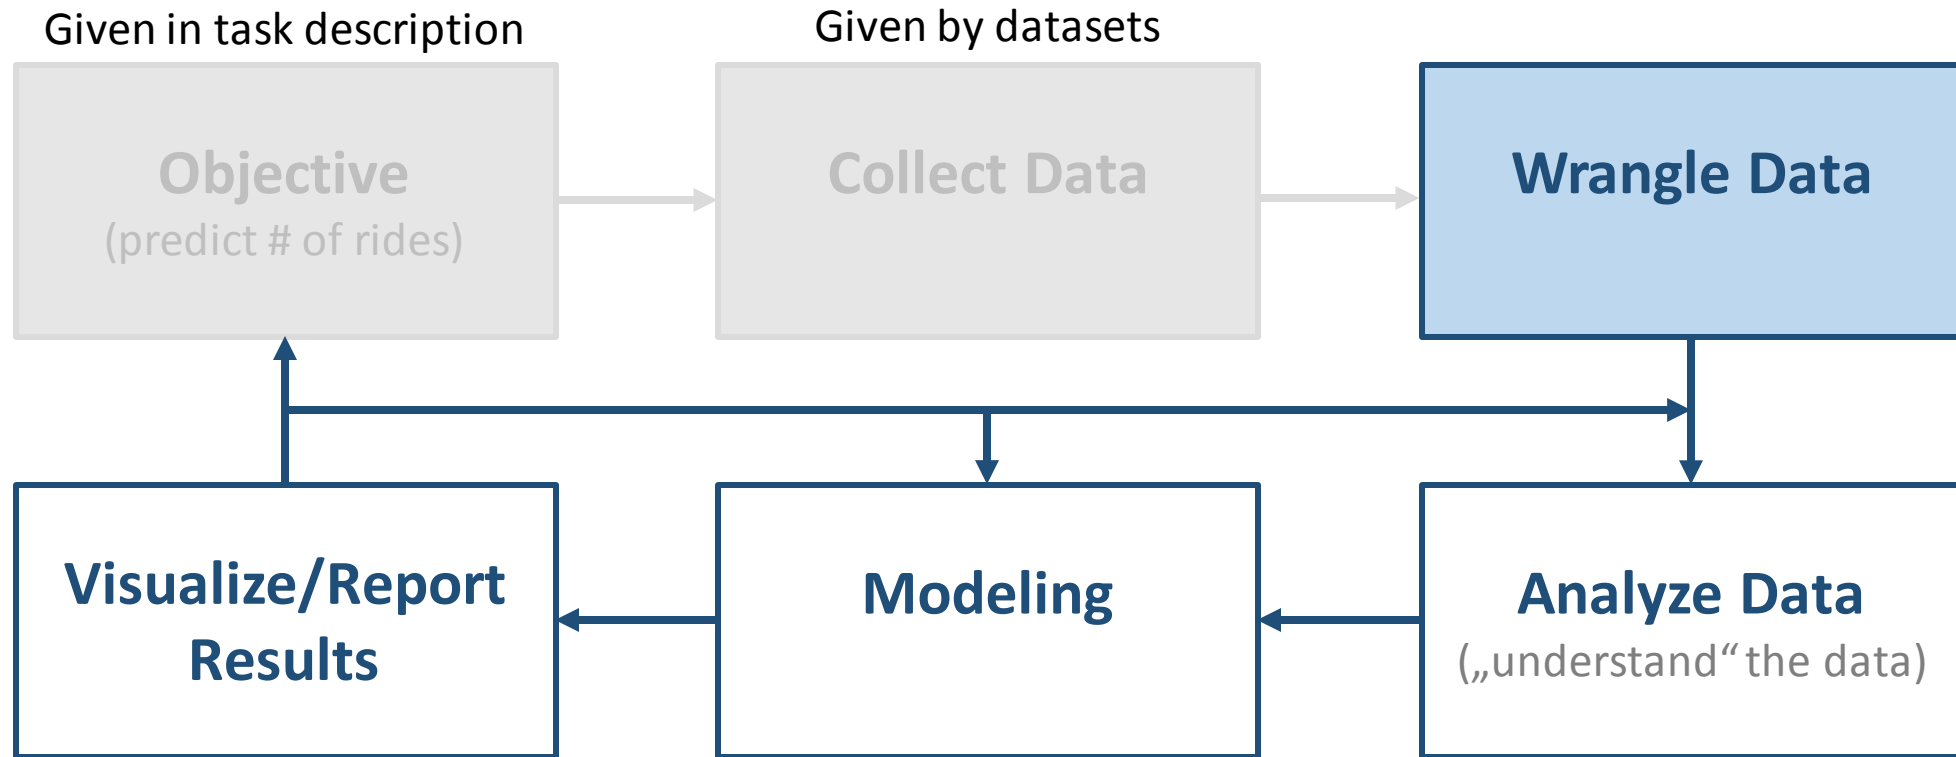 Given in task description
Given by datasets
Objective
(predict # of rides)
Collect Data
Wrangle Data
Visualize/Report
Results
Modeling
Analyze Data
(„understand“ the data)